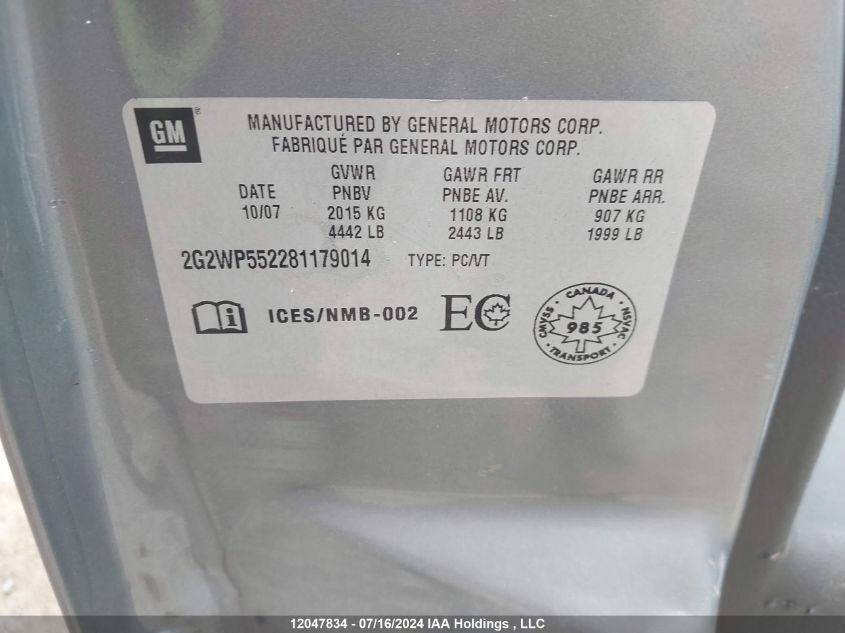 GM ®
MANUFACTURED BY GENERAL MOTORS CORP.
FABRIQUÉ PAR GENERAL MOTORS CORP.
GVWR GAWR FRT GAWR RR
DATE PNBV PNBE AV. PNBE ARR.
10/07 2015 KG 1108 KG 907 KG
4442 LB 2443 LB 1999 LB
2G2WP552281179014 TYPE: PC/VT
i ICES/NMB-002 EC
CANADA
CMVSS 985 NSVAC
TRANSPORT
12047834 - 07/16/2024 IAA Holdings , LLC